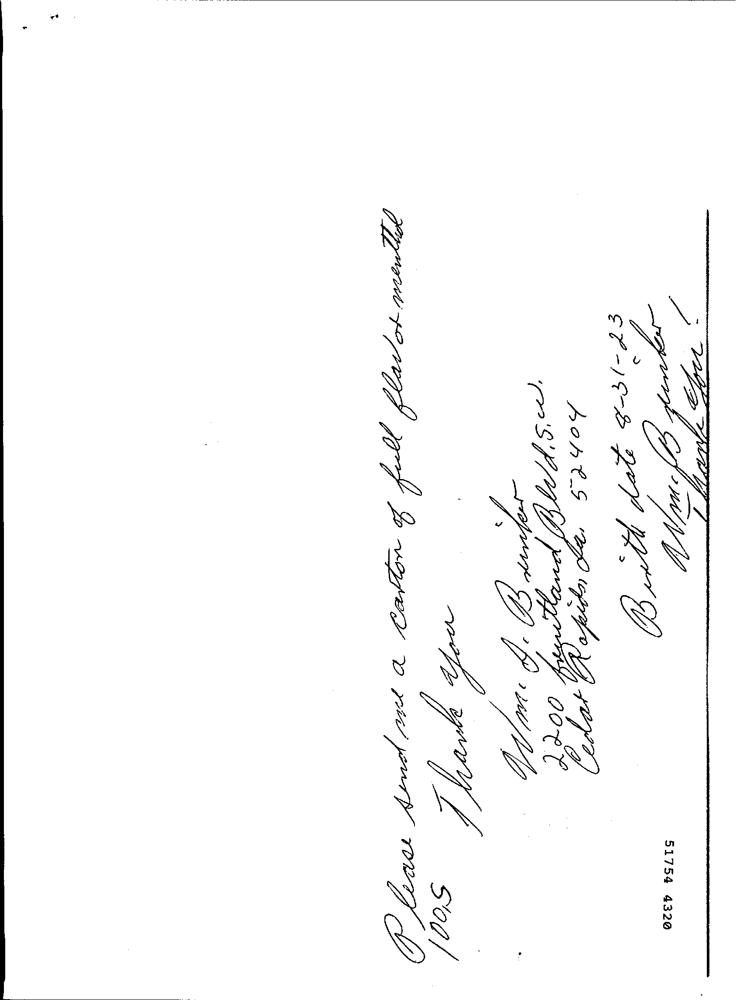 Please send me a carton of full flavor menthol
100,s Thank you
Wm. J. Brinker
2200 Fruitland Blvd. S.W.
Cedar Rapids, Ia. 52404
Birth date 8-31-23
Wm. Brinker
Thank you!
51754 4320